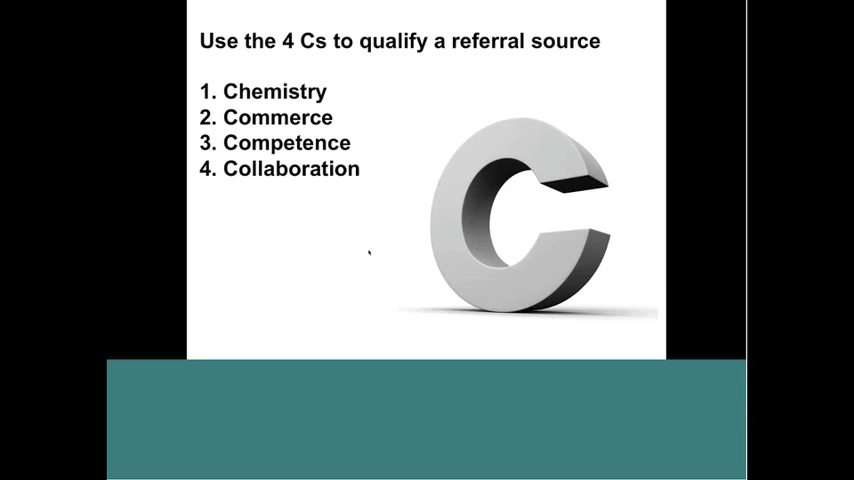 Use the 4 Cs to qualify a referral source
1. Chemistry
2. Commerce
3. Competence
4. Collaboration
C